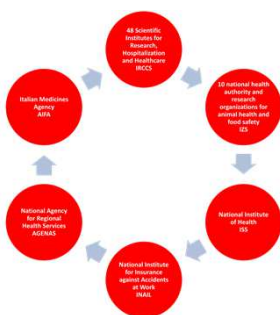 48 Scientific
Institutes for
Research,
Hospitalization
and Healthcare
IRCCS
10 national health
authority and
research
organizations for
animal health and
food safety
IZS
National Institute
of Health
ISS
National Institute
for Insurance
against Accidents
at Work
INAIL
National Agency
for Regional
Health Services
AGENAS
Italian Medicines
Agency
AIFA